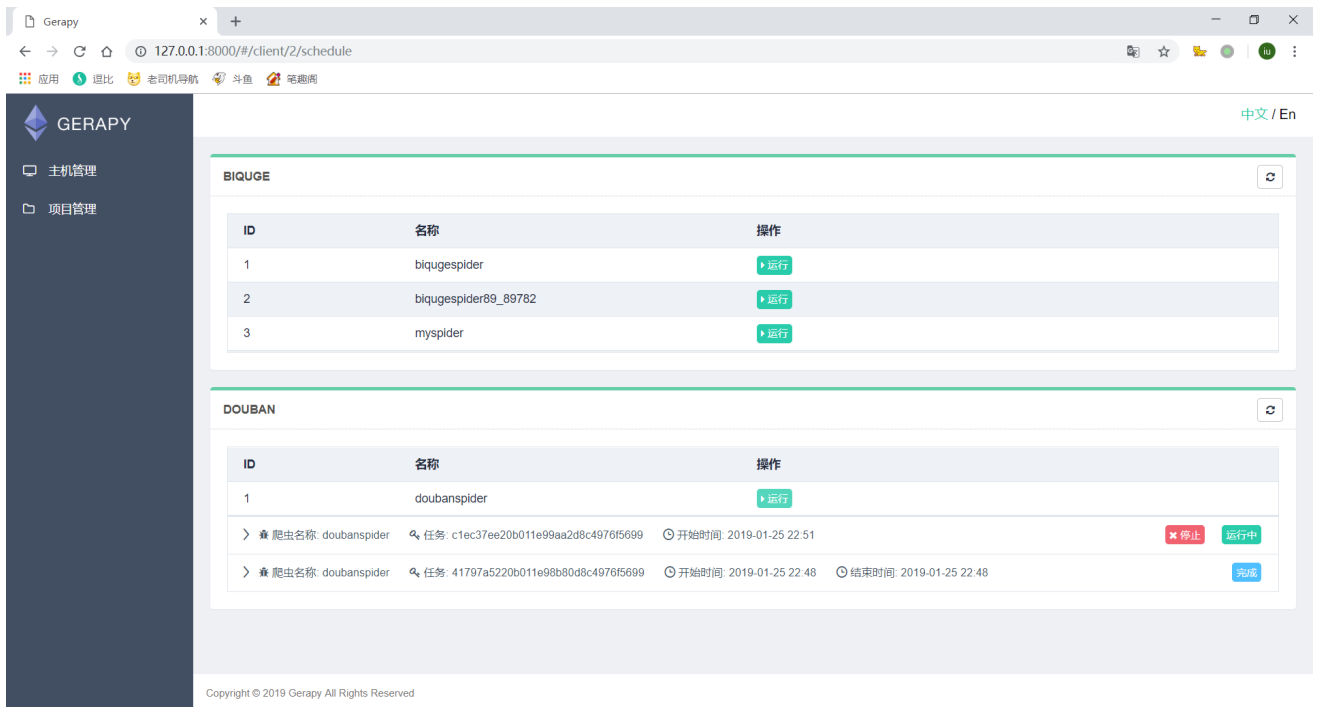 Gerapy
127.0.0.1:8000/#/client/2/schedule
iu
应用 逗比 老司机导航 斗鱼 笔趣阁
GERAPY
中文 / En
主机管理
项目管理
BIQUGE
ID 名称 操作
1 biqugespider 运行
2 biqugespider89_89782 运行
3 myspider 运行
DOUBAN
ID 名称 操作
1 doubanspider 运行
爬虫名称: doubanspider 任务: c1ec37ee20b011e99aa2d8c4976f5699 开始时间: 2019-01-25 22:51 停止 运行中
爬虫名称: doubanspider 任务: 41797a5220b011e98b80d8c4976f5699 开始时间: 2019-01-25 22:48 结束时间: 2019-01-25 22:48 完成
Copyright © 2019 Gerapy All Rights Reserved